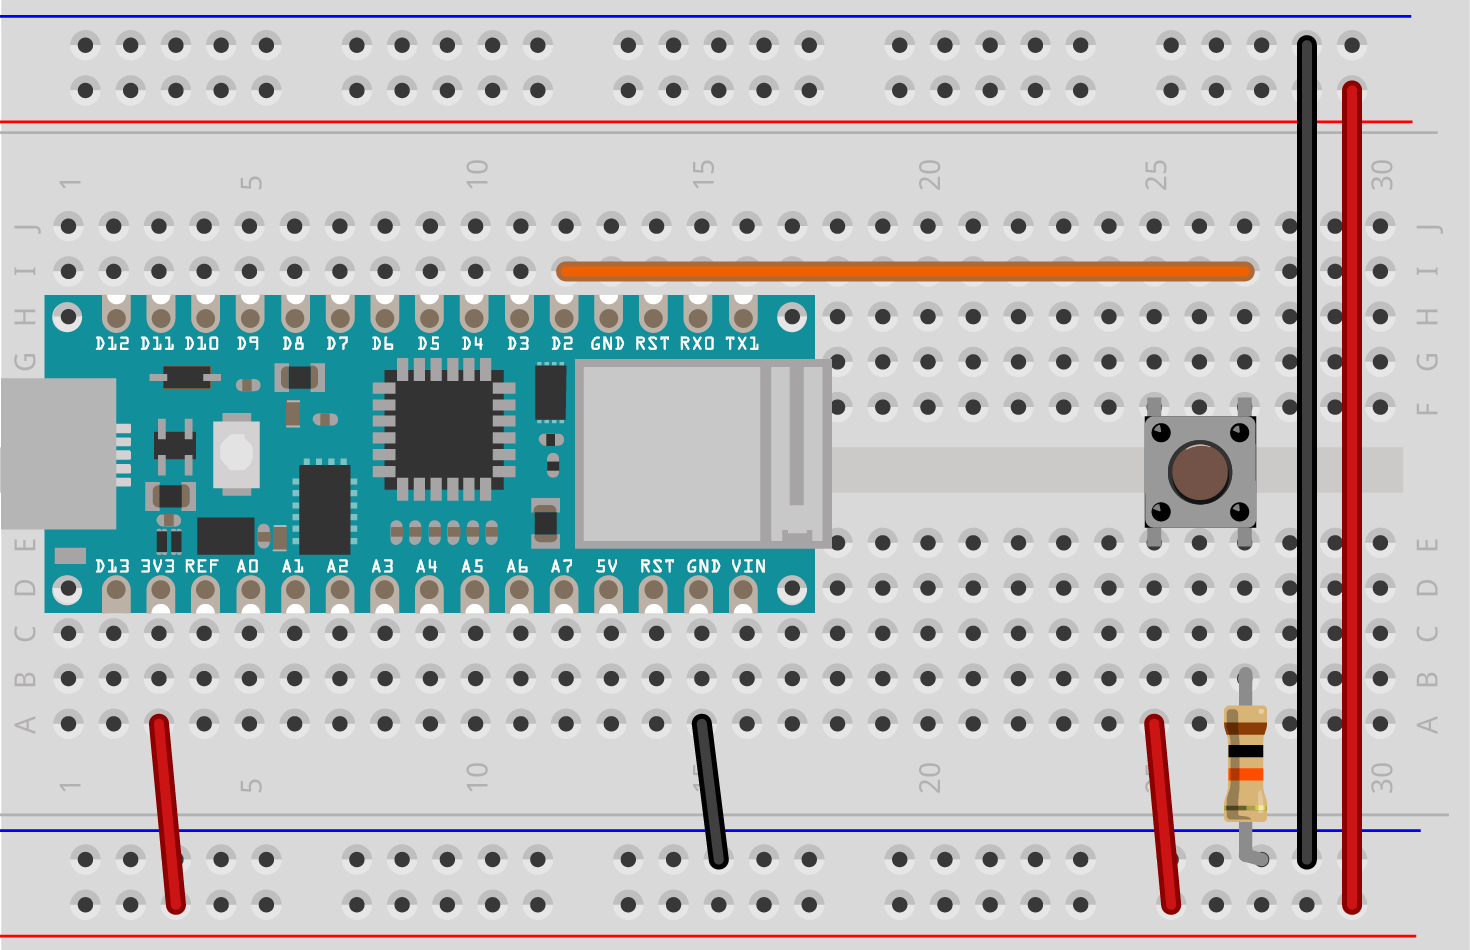 1 5 10 15 20 25 30
J J
I I
H H
D12 D11 D10 D9 D8 D7 D6 D5 D4 D3 D2 GND RST RX0 TX1
G G
F F
E E
D13 3V3 REF A0 A1 A2 A3 A4 A5 A6 A7 5V RST GND VIN
D D
C C
B B
A A
1 5 10 20 30